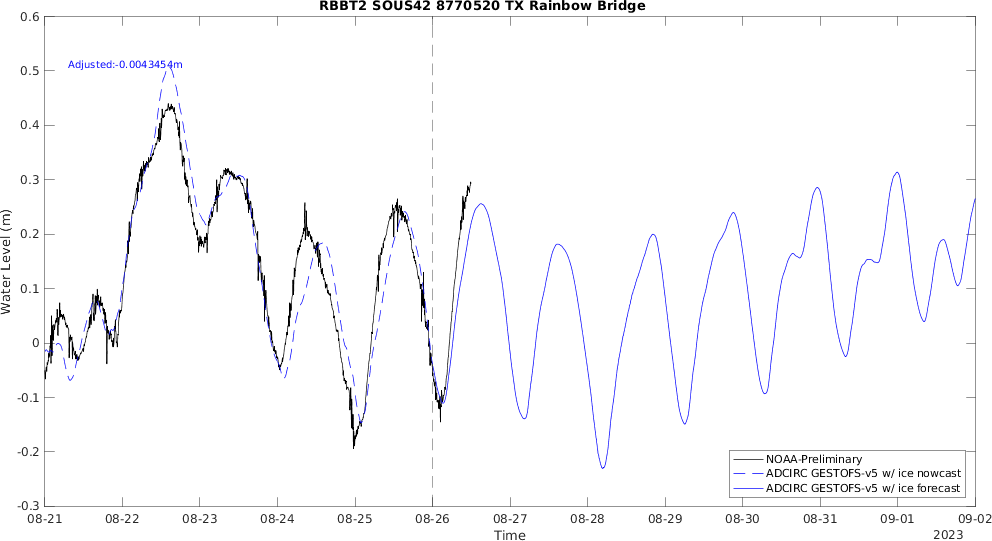 RBBT2 SOUS42 8770520 TX Rainbow Bridge
Adjusted:-0.0043454m
Water Level (m)
0.6
0.5
0.4
0.3
0.2
0.1
0
-0.1
-0.2
-0.3
NOAA-Preliminary
ADCIRC GESTOFS-v5 w/ ice nowcast
ADCIRC GESTOFS-v5 w/ ice forecast
08-21 08-22 08-23 08-24 08-25 08-26 08-27 08-28 08-29 08-30 08-31 09-01 09-02
Time
2023